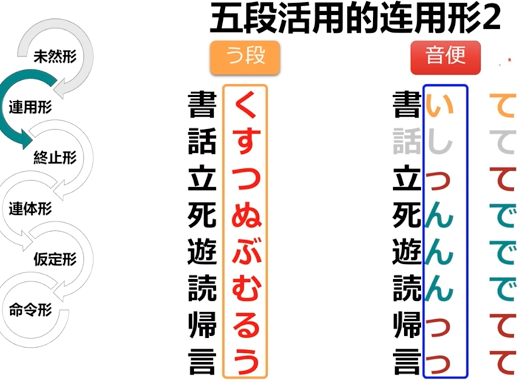 五段活用的连用形2
う段
音便
未然形
連用形
終止形
連体形
仮定形
命令形
書く
話す
立つ
死ぬ
遊ぶ
読む
帰る
言う
書いて
話して
立って
死んで
遊んで
読んで
帰って
言って